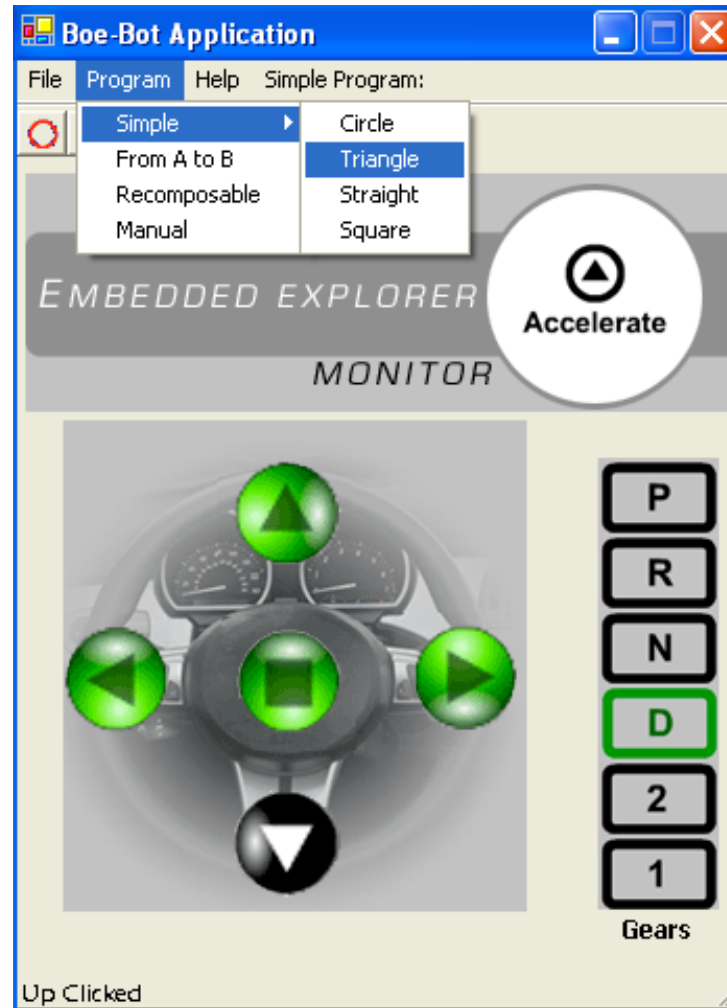 Boe-Bot Application
File Program Help Simple Program:
Simple
From A to B
Recomposable
Manual
Circle
Triangle
Straight
Square
EMBEDDED EXPLORER
MONITOR
Accelerate
P
R
N
D
2
1
Gears
Up Clicked